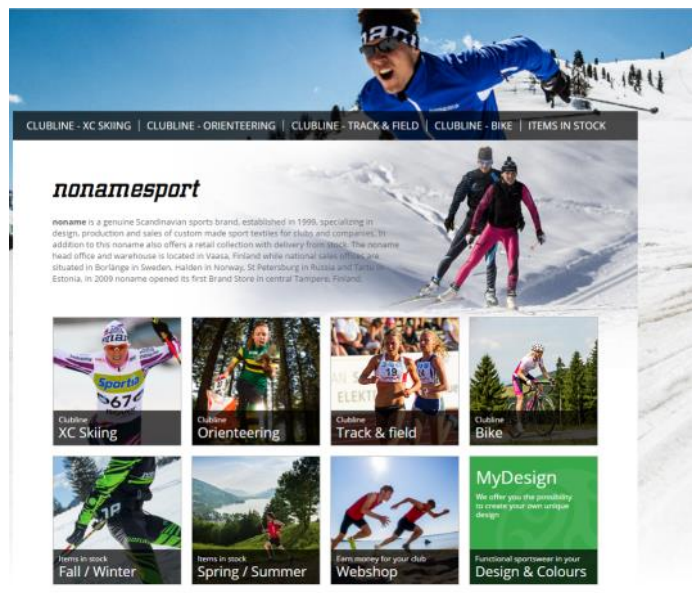 CLUBLINE - XC SKIING | CLUBLINE - ORIENTEERING | CLUBLINE - TRACK & FIELD | CLUBLINE - BIKE | ITEMS IN STOCK
nonamesport
noname is a genuine Scandinavian sports brand, established in 1999, specializing in
design, production and sales of custom made sport textiles for clubs and companies. In
addition to this noname also offers a retail collection with delivery from stock. The noname
head office and warehouse is located in Vaasa, Finland while national sales offices are
situated in Borlänge in Sweden, Halden in Norway, St Petersburg in Russia and Tartu in
Estonia. In 2009 noname opened its first Brand Store in central Tampere, Finland.
Sportia
67
Clubline
XC Skiing
Clubline
Orienteering
19
ELEKT
Clubline
Track & field
Clubline
Bike
Items in stock
Fall / Winter
Items in stock
Spring / Summer
Earn money for your club
Webshop
MyDesign
We offer you the possibility
to create your own unique
design
Functional sportswear in your
Design & Colours